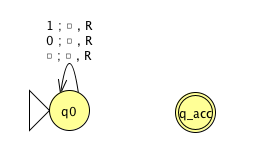 1 ; □ , R
0 ; □ , R
□ ; □ , R
q0
q_acc